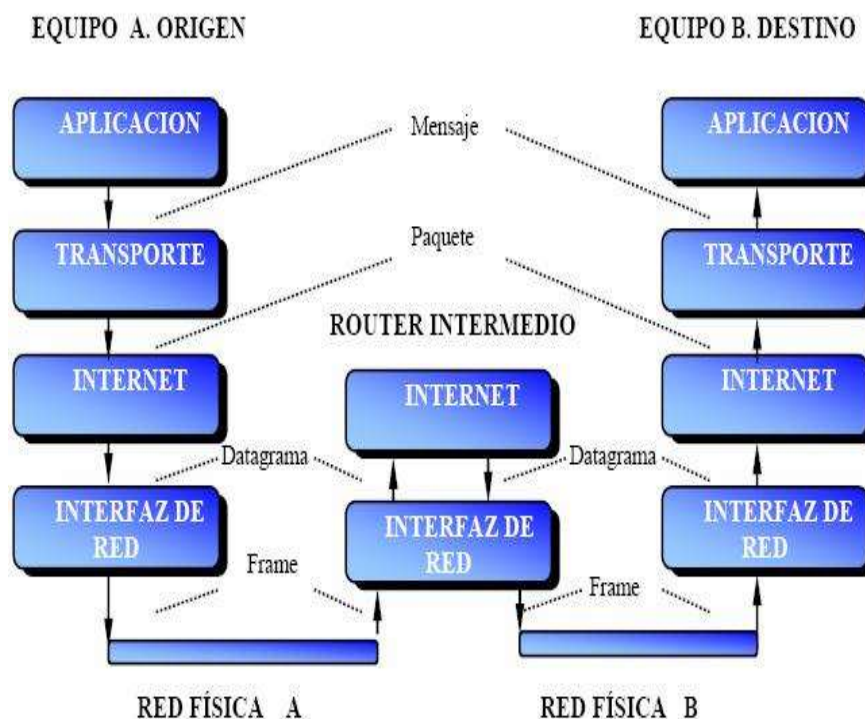 EQUIPO A. ORIGEN
EQUIPO B. DESTINO
APLICACION
APLICACION
Mensaje
TRANSPORTE
TRANSPORTE
Paquete
ROUTER INTERMEDIO
INTERNET
INTERNET
INTERNET
Datagrama
Datagrama
INTERFAZ DE
RED
INTERFAZ DE
RED
INTERFAZ DE
RED
Frame
Frame
RED FÍSICA A
RED FÍSICA B